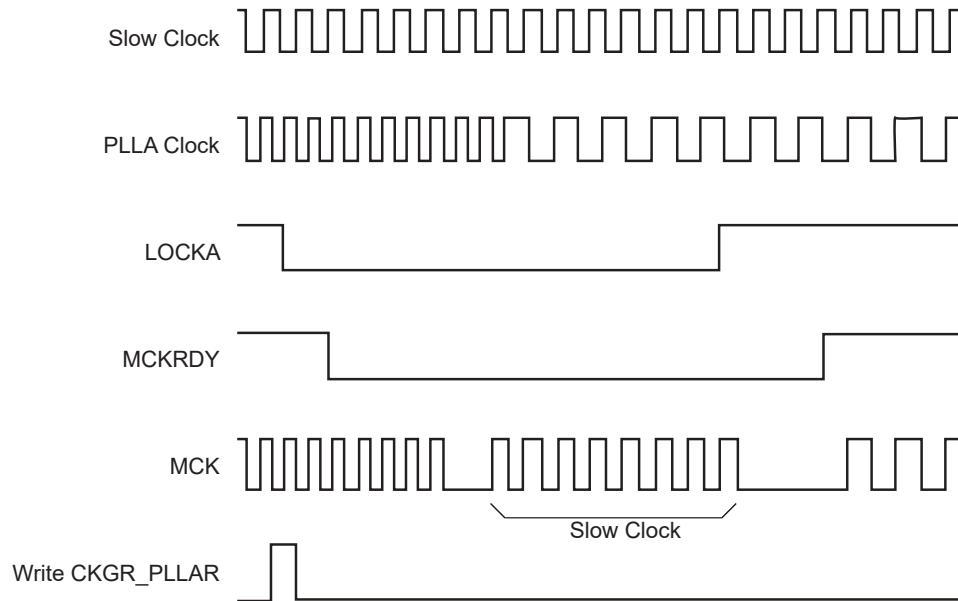 Slow Clock
PLLA Clock
LOCKA
MCKRDY
MCK
Slow Clock
Write CKGR_PLLAR